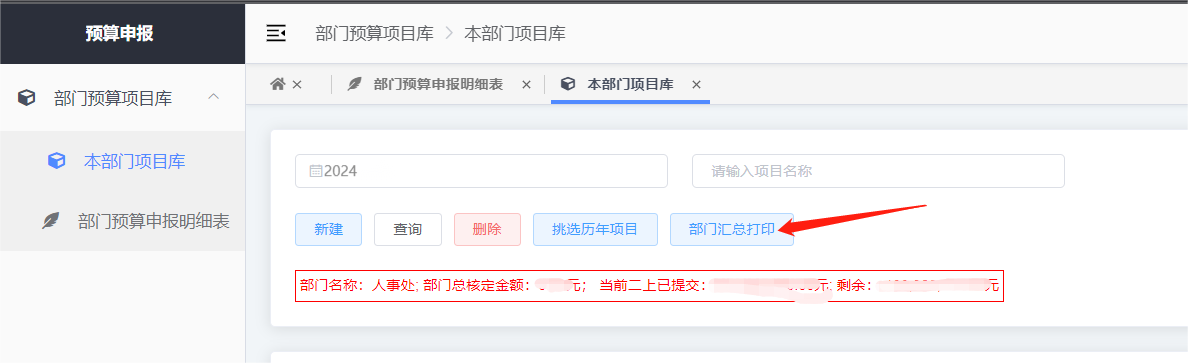 预算申报
部门预算项目库 本部门项目库
部门预算申报明细表 本部门项目库
部门预算项目库
本部门项目库
部门预算申报明细表
2024 请输入项目名称
新建 查询 删除 挑选历年项目 部门汇总打印
部门名称：人事处; 部门总核定金额： 元； 当前二上已提交： 元; 剩余： 元